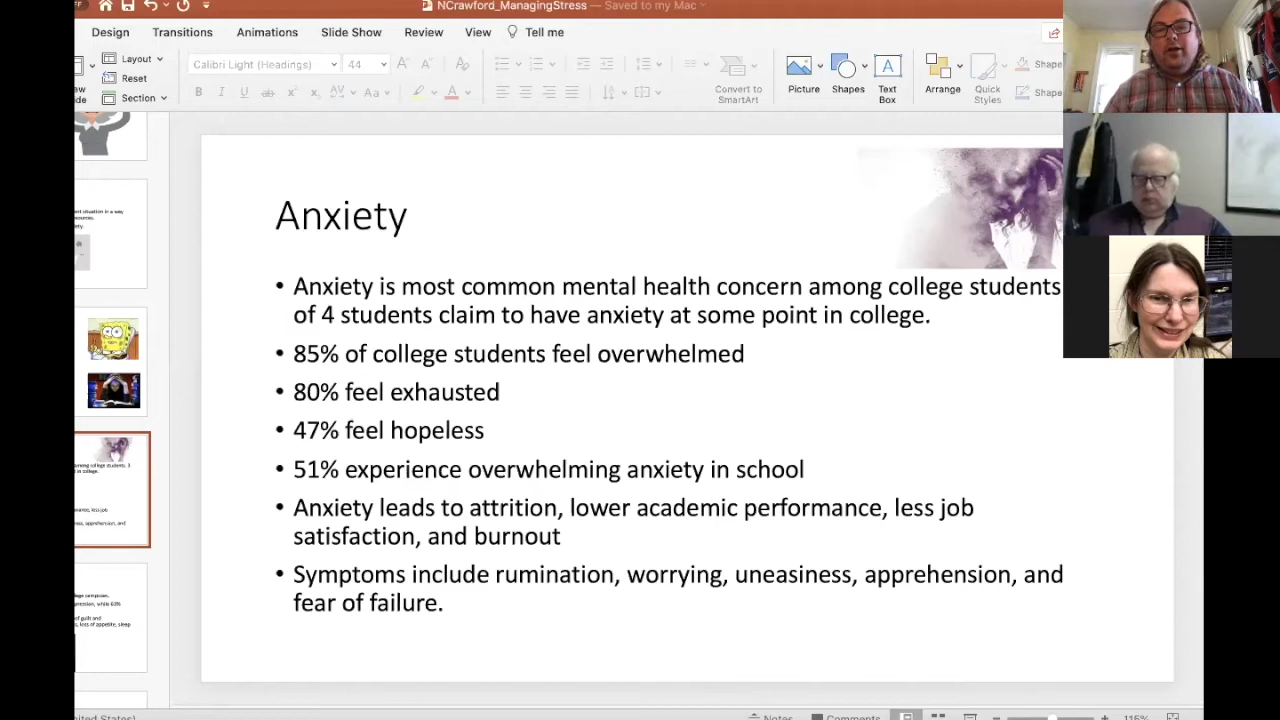 NCrawford_ManagingStress — Saved to my Mac
Design Transitions Animations Slide Show Review View Tell me
Layout
Reset
Section
Calibri Light (Headings) 44
Convert to
SmartArt
Picture Shapes Text
Box
Arrange Quick
Styles
Shape
Shape
Anxiety
• Anxiety is most common mental health concern among college students
of 4 students claim to have anxiety at some point in college.
• 85% of college students feel overwhelmed
• 80% feel exhausted
• 47% feel hopeless
• 51% experience overwhelming anxiety in school
• Anxiety leads to attrition, lower academic performance, less job
satisfaction, and burnout
• Symptoms include rumination, worrying, uneasiness, apprehension, and
fear of failure.
Notes Comments 116%